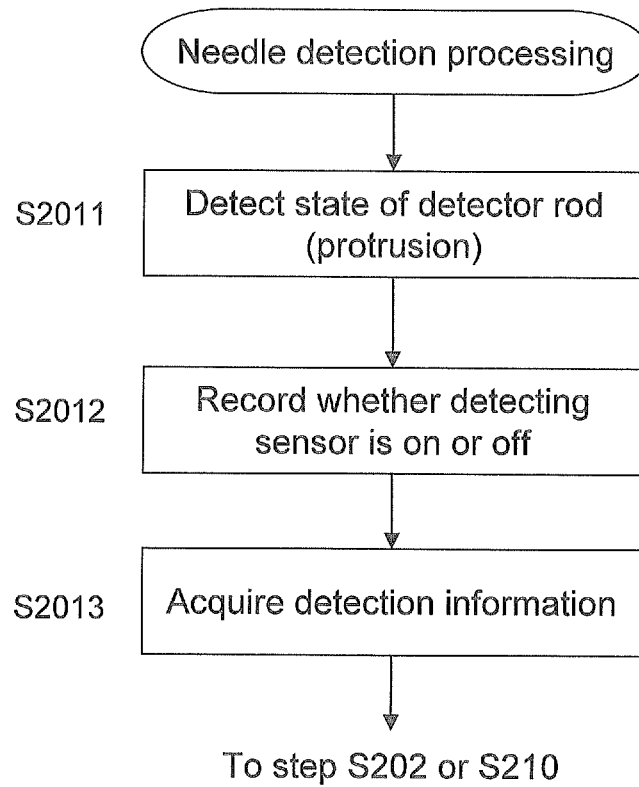 Needle detection processing
S2011
Detect state of detector rod
(protrusion)
S2012
Record whether detecting
sensor is on or off
S2013
Acquire detection information
To step S202 or S210